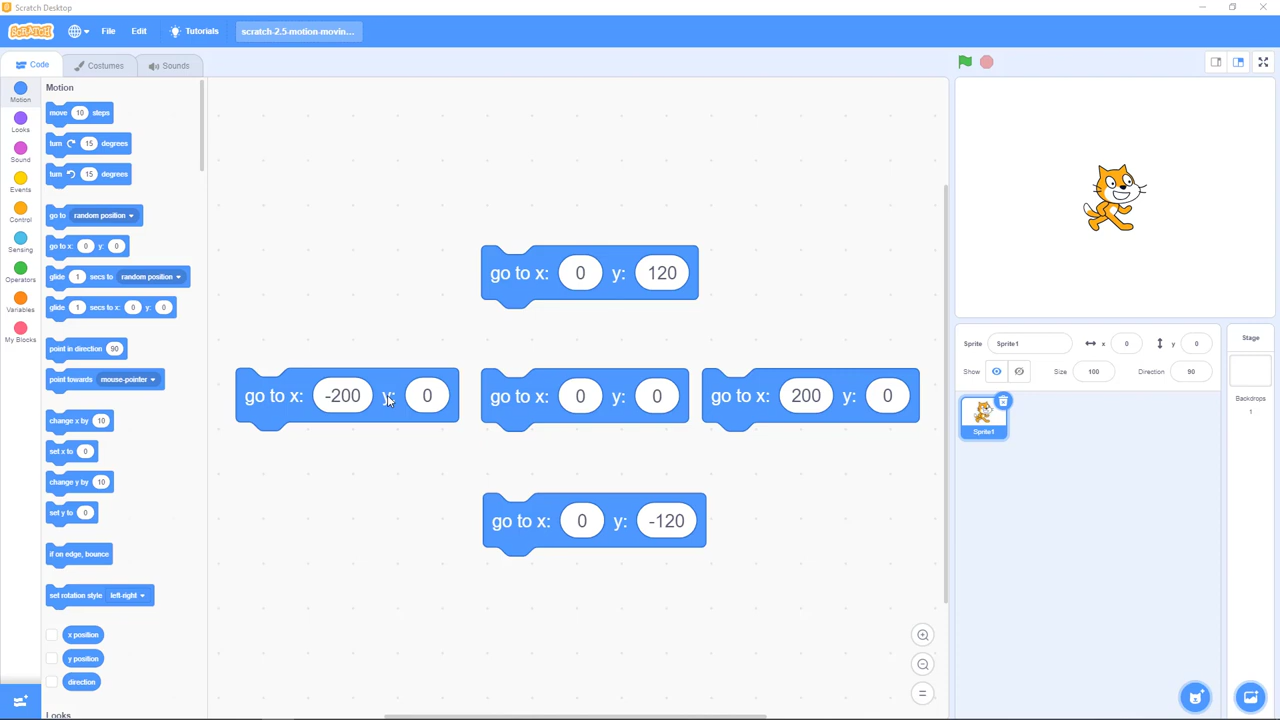 Scratch Desktop
SCRATCH
File
Edit
Tutorials
scratch-2.5-motion-movin...
Code
Costumes
Sounds
Motion
Looks
Sound
Events
Control
Sensing
Operators
Variables
My Blocks
Motion
move 10 steps
turn 15 degrees
turn 15 degrees
go to random position
go to x: 0 y: 0
glide 1 secs to random position
glide 1 secs to x: 0 y: 0
point in direction 90
point towards mouse-pointer
change x by 10
set x to 0
change y by 10
set y to 0
if on edge, bounce
set rotation style left-right
x position
y position
direction
Looks
go to x: 0 y: 120
go to x: -200 y: 0
go to x: 0 y: 0
go to x: 200 y: 0
go to x: 0 y: -120
Sprite Sprite1 x 0 y 0
Show Size 100 Direction 90
Sprite1
Stage
Backdrops
1